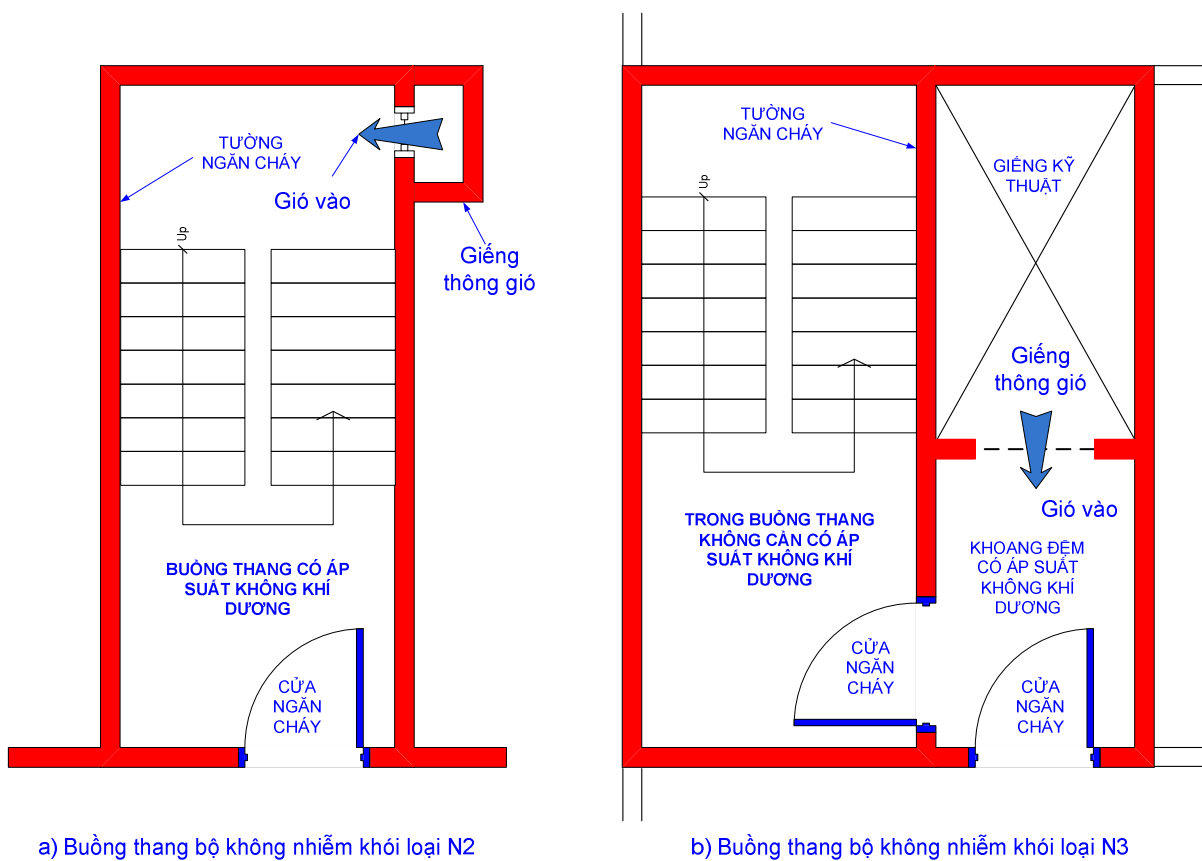 TƯỜNG
NGĂN CHÁY
Gió vào
Giếng
thông gió
Up
BUỒNG THANG CÓ ÁP
SUẤT KHÔNG KHÍ
DƯƠNG
CỬA
NGĂN
CHÁY
a) Buồng thang bộ không nhiễm khói loại N2
TƯỜNG
NGĂN CHÁY
GIẾNG KỸ
THUẬT
Up
Giếng
thông gió
Gió vào
TRONG BUỒNG THANG
KHÔNG CẦN CÓ ÁP
SUẤT KHÔNG KHÍ
DƯƠNG
KHOANG ĐỆM
CÓ ÁP SUẤT
KHÔNG KHÍ
DƯƠNG
CỬA
NGĂN
CHÁY
CỬA
NGĂN
CHÁY
b) Buồng thang bộ không nhiễm khói loại N3